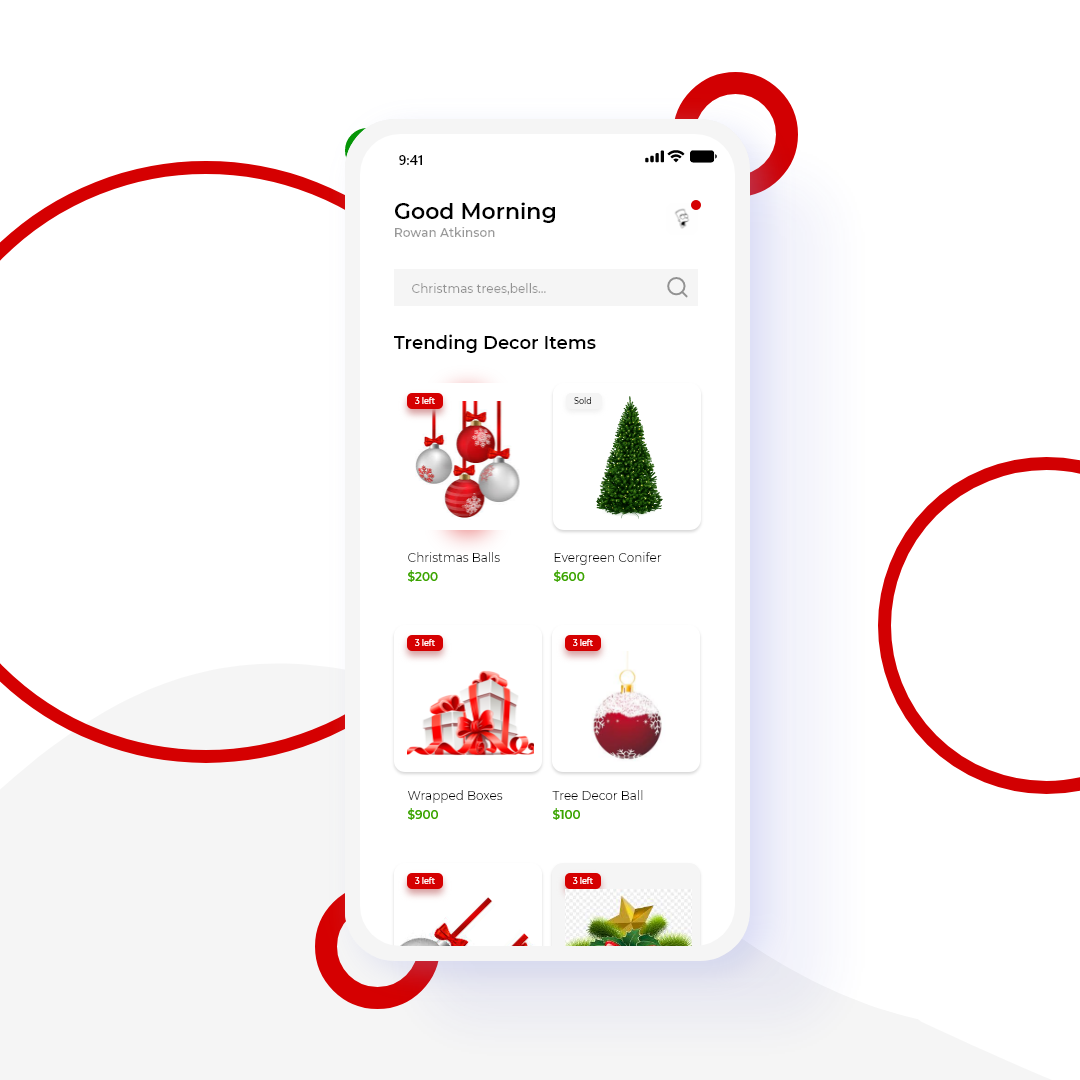 9:41
Good Morning
Rowan Atkinson
Christmas trees,bells...
Trending Decor Items
3 left
Sold
Christmas Balls
Evergreen Conifer
$200
$600
3 left
3 left
Wrapped Boxes
Tree Decor Ball
$900
$100
3 left
3 left